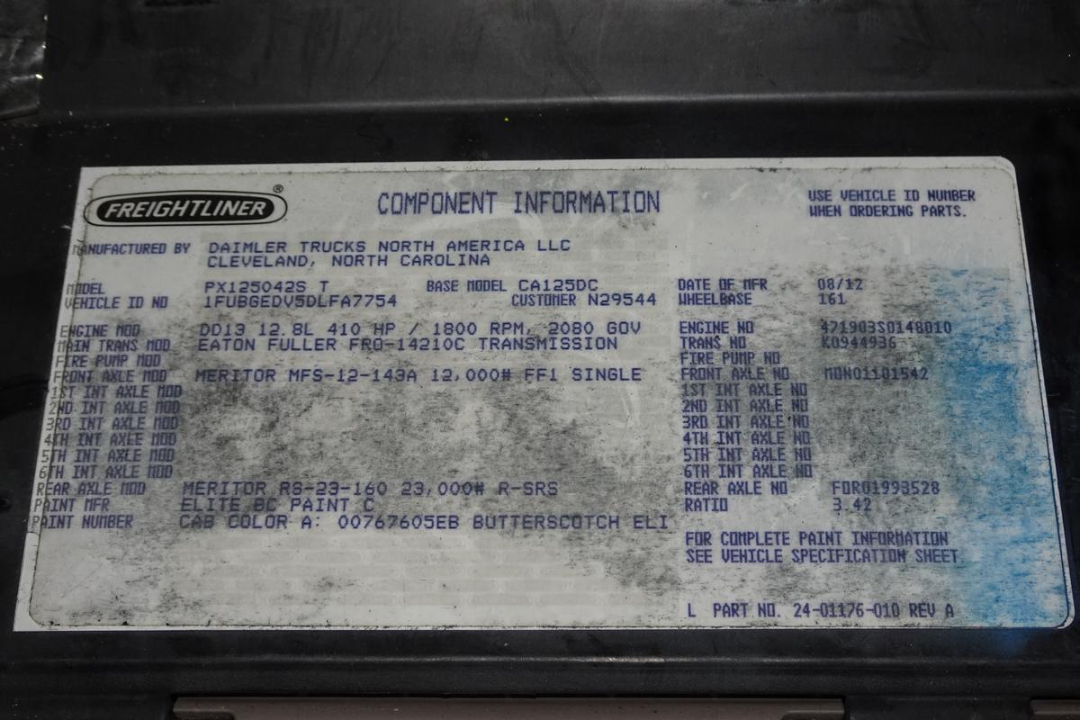 FREIGHTLINER®
COMPONENT INFORMATION
USE VEHICLE ID NUMBER
WHEN ORDERING PARTS.
MANUFACTURED BY DAIMLER TRUCKS NORTH AMERICA LLC
CLEVELAND, NORTH CAROLINA
MODEL PX125042S T BASE MODEL CA125DC DATE OF MFR 08/12
VEHICLE ID NO 1FUBGEDV5DLFA7754 CUSTOMER N29544 WHEELBASE 161
ENGINE MOD DD13 12.8L 410 HP / 1800 RPM, 2080 GOV ENGINE NO 471903S0148010
MAIN TRANS MOD EATON FULLER FRO-14210C TRANSMISSION TRANS NO K0944936
FIRE PUMP MOD FIRE PUMP NO
FRONT AXLE MOD MERITOR MFS-12-143A 12,000# FF1 SINGLE FRONT AXLE NO MON01101542
1ST INT AXLE MOD 1ST INT AXLE NO
2ND INT AXLE MOD 2ND INT AXLE NO
3RD INT AXLE MOD 3RD INT AXLE NO
4TH INT AXLE MOD 4TH INT AXLE NO
5TH INT AXLE MOD 5TH INT AXLE NO
6TH INT AXLE MOD 6TH INT AXLE NO
REAR AXLE MOD MERITOR RS-23-160 23,000# R-SRS REAR AXLE NO FOR01993528
PAINT MFR ELITE BC PAINT C RATIO 3.42
PAINT NUMBER CAB COLOR A: 00767605EB BUTTERSCOTCH ELI
FOR COMPLETE PAINT INFORMATION
SEE VEHICLE SPECIFICATION SHEET
L PART NO. 24-01176-010 REV A